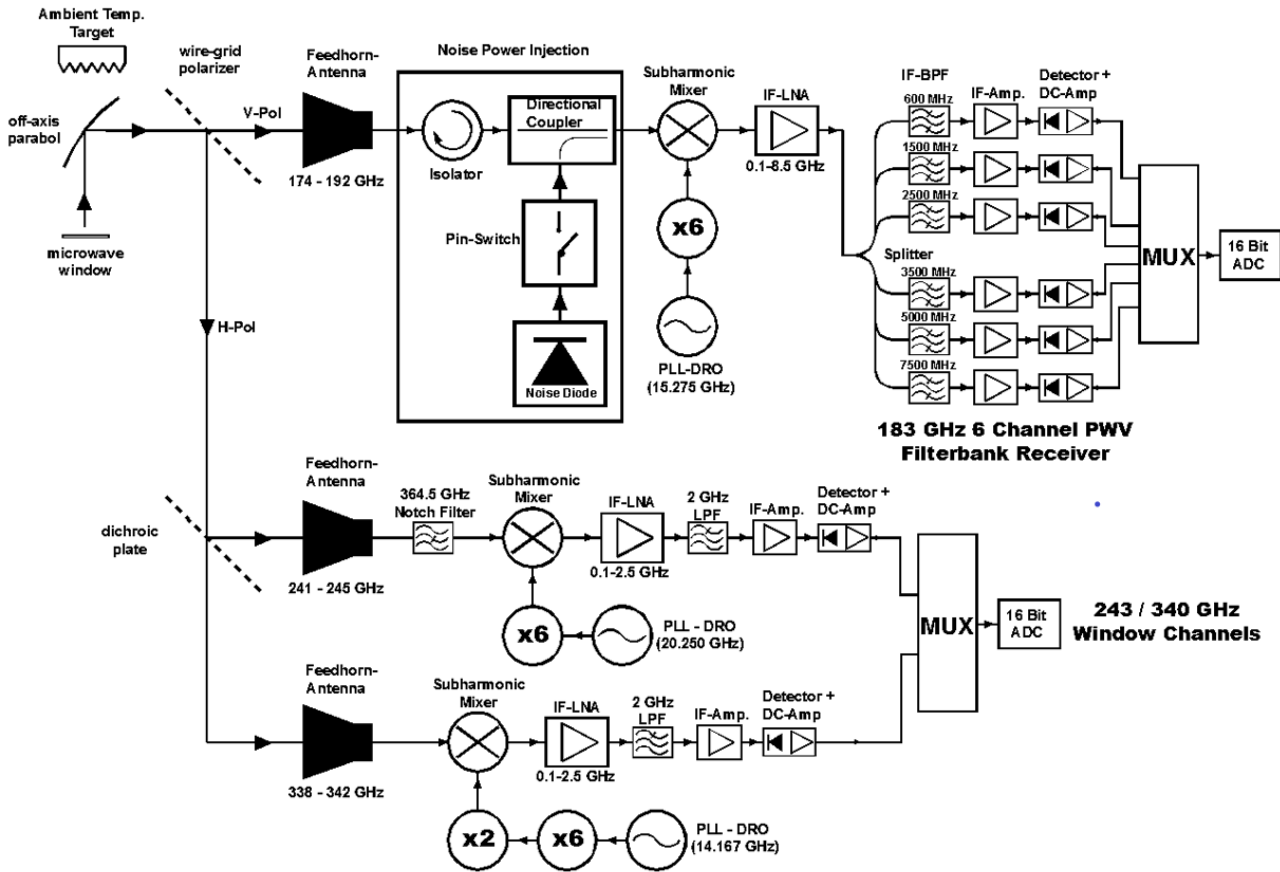 Ambient Temp.
Target
wire-grid
polarizer
off-axis
parabol
microwave
window
V-Pol
H-Pol
Feedhorn-
Antenna
174 - 192 GHz
Noise Power Injection
Isolator
Directional
Coupler
Pin-Switch
Noise Diode
Subharmonic
Mixer
x6
PLL-DRO
(15.275 GHz)
IF-LNA
0.1-8.5 GHz
Splitter
IF-BPF
600 MHz
1500 MHz
2500 MHz
3500 MHz
5000 MHz
7500 MHz
IF-Amp.
Detector +
DC-Amp
MUX
16 Bit
ADC
183 GHz 6 Channel PWV
Filterbank Receiver
dichroic
plate
Feedhorn-
Antenna
241 - 245 GHz
364.5 GHz
Notch Filter
Subharmonic
Mixer
x6
PLL - DRO
(20.250 GHz)
IF-LNA
0.1-2.5 GHz
2 GHz
LPF
IF-Amp.
Detector +
DC-Amp
MUX
16 Bit
ADC
243 / 340 GHz
Window Channels
Feedhorn-
Antenna
338 - 342 GHz
Subharmonic
Mixer
x2
x6
PLL - DRO
(14.167 GHz)
IF-LNA
0.1-2.5 GHz
2 GHz
LPF
IF-Amp.
Detector +
DC-Amp